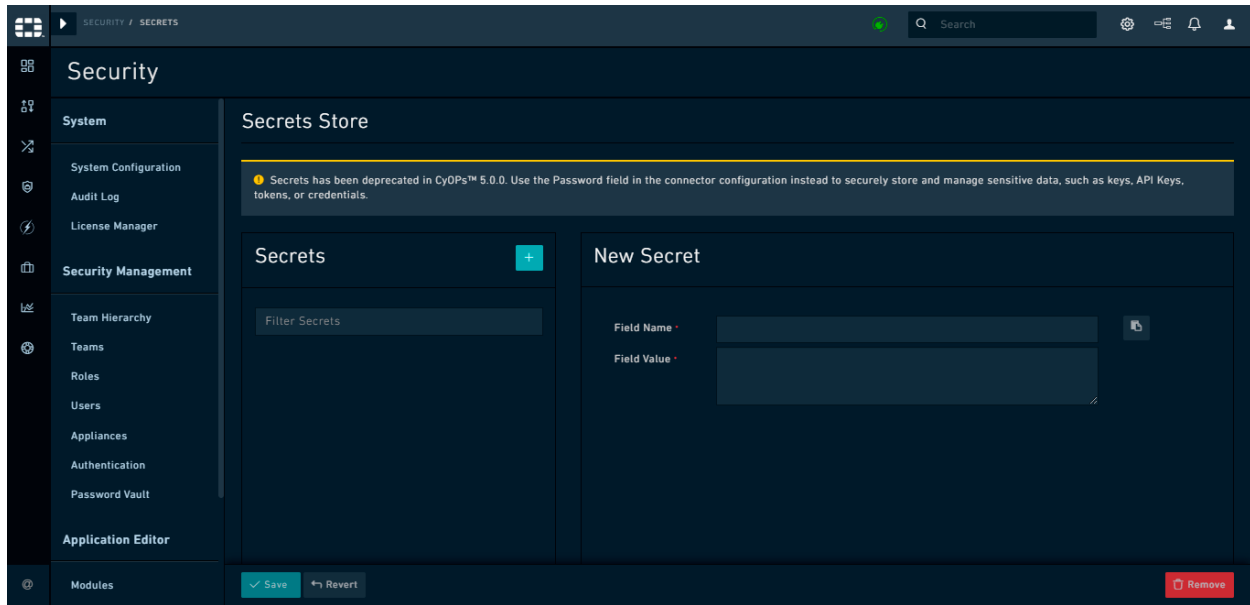 SECURITY / SECRETS
Search
Security
System
System Configuration
Audit Log
License Manager
Security Management
Team Hierarchy
Teams
Roles
Users
Appliances
Authentication
Password Vault
Application Editor
Modules
Secrets Store
Secrets has been deprecated in CyOPs™ 5.0.0. Use the Password field in the connector configuration instead to securely store and manage sensitive data, such as keys, API Keys,
tokens, or credentials.
Secrets
+
Filter Secrets
New Secret
Field Name •
Field Value •
Save
Revert
Remove
@